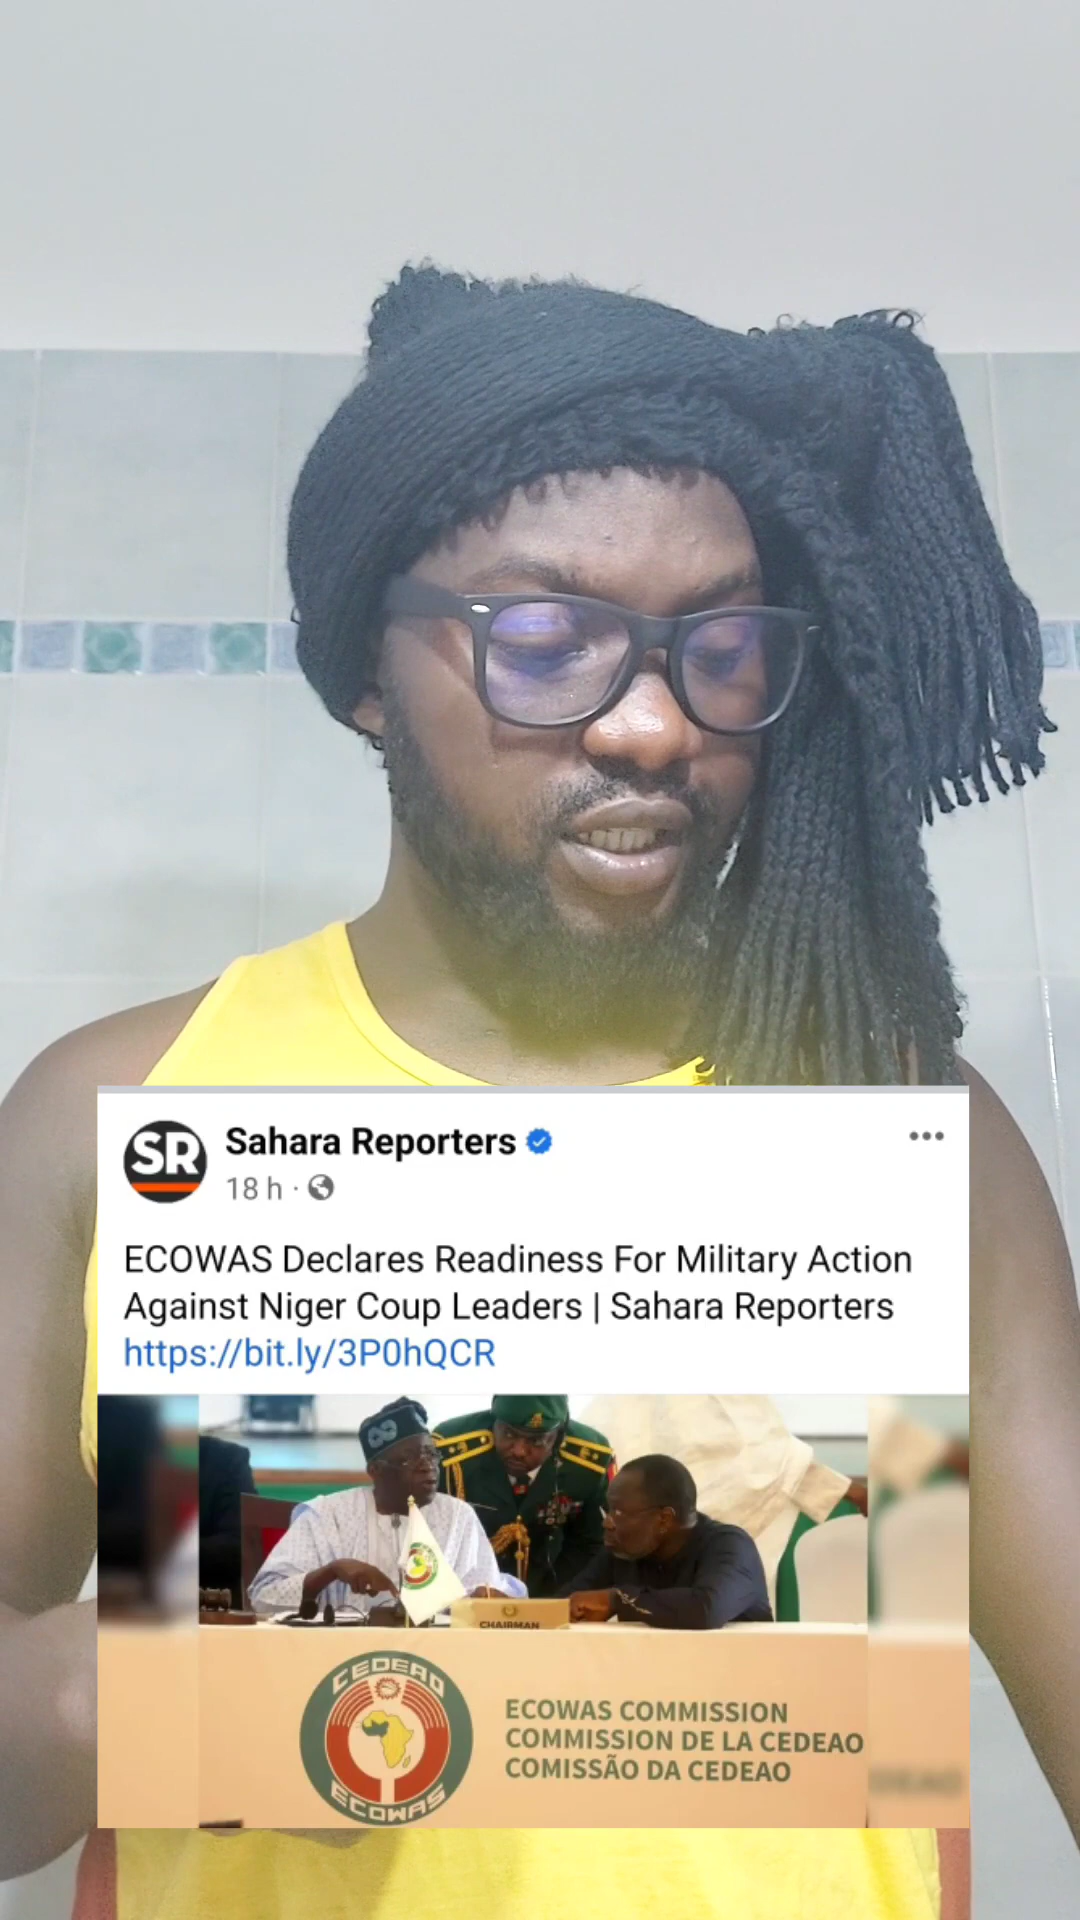 SR
Sahara Reporters
18 h
ECOWAS Declares Readiness For Military Action
Against Niger Coup Leaders | Sahara Reporters
https://bit.ly/3P0hQCR
CHAIRMAN
CEDEAO
ECOWAS
ECOWAS COMMISSION
COMMISSION DE LA CEDEAO
COMISSÃO DA CEDEAO